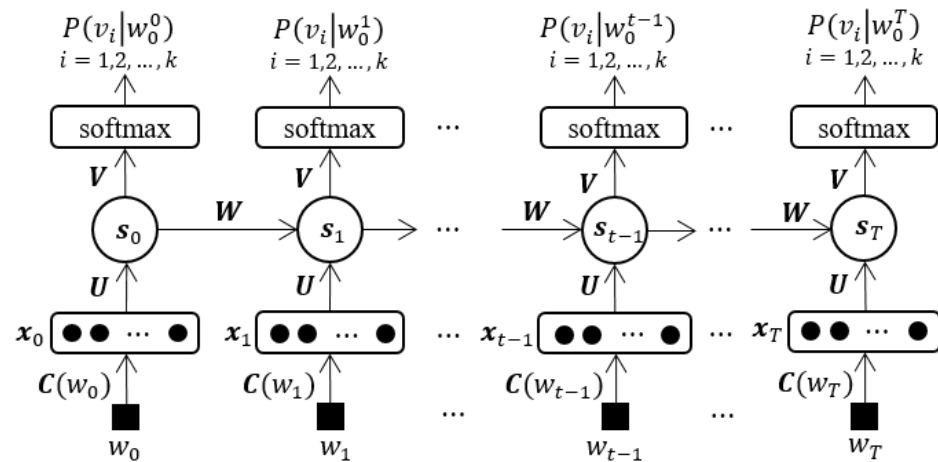 P(v_i|w_0^0) P(v_i|w_0^1) P(v_i|w_0^{t−1}) P(v_i|w_0^T)
i = 1,2, ..., k i = 1,2, ..., k i = 1,2, ..., k i = 1,2, ..., k
softmax softmax ... softmax ... softmax
V V V V
W W W
s_0 s_1 ... s_{t−1} ... s_T
U U U U
x_0 ... x_1 ... ... x_{t−1} ... ... x_T ...
C(w_0) C(w_1) C(w_{t−1}) C(w_T)
... ...
w_0 w_1 w_{t−1} w_T